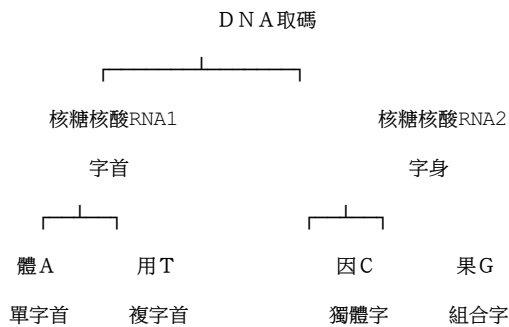 ＤＮＡ取碼
核糖核酸RNA1 核糖核酸RNA2
字首 字身
體Ａ 用Ｔ 因Ｃ 果Ｇ
單字首 複字首 獨體字 組合字